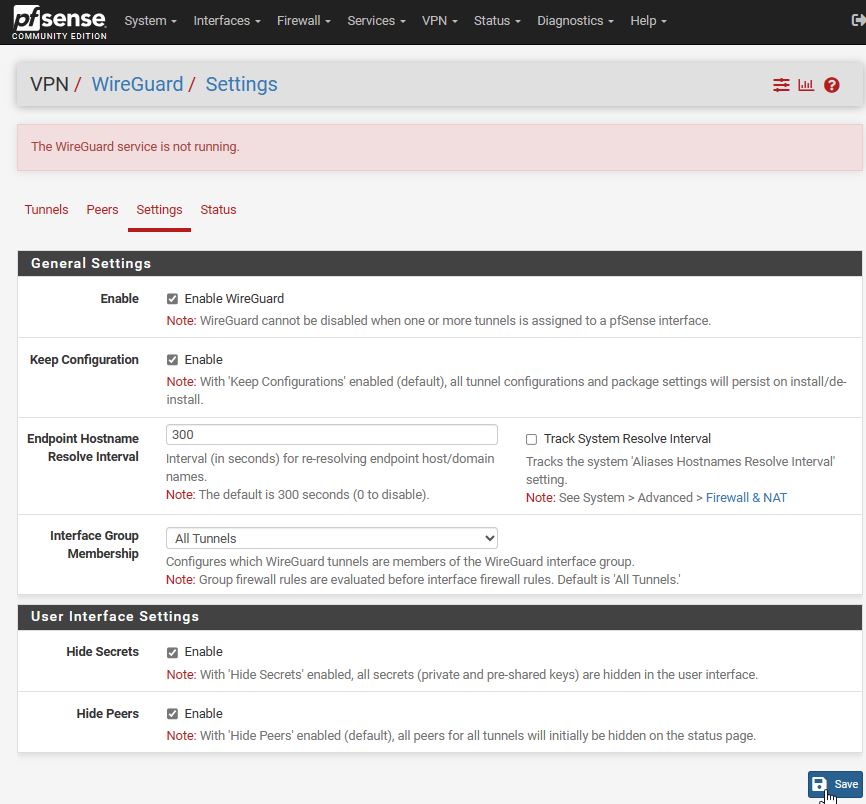 pfsense
COMMUNITY EDITION
System Interfaces Firewall Services VPN Status Diagnostics Help
VPN / WireGuard / Settings
The WireGuard service is not running.
Tunnels Peers Settings Status
General Settings
Enable Enable WireGuard
Note: WireGuard cannot be disabled when one or more tunnels is assigned to a pfSense interface.
Keep Configuration Enable
Note: With 'Keep Configurations' enabled (default), all tunnel configurations and package settings will persist on install/de-
install.
Endpoint Hostname
Resolve Interval
300
Interval (in seconds) for re-resolving endpoint host/domain
names.
Note: The default is 300 seconds (0 to disable).
Track System Resolve Interval
Tracks the system 'Aliases Hostnames Resolve Interval'
setting.
Note: See System > Advanced > Firewall & NAT
Interface Group
Membership
All Tunnels
Configures which WireGuard tunnels are members of the WireGuard interface group.
Note: Group firewall rules are evaluated before interface firewall rules. Default is 'All Tunnels.'
User Interface Settings
Hide Secrets Enable
Note: With 'Hide Secrets' enabled, all secrets (private and pre-shared keys) are hidden in the user interface.
Hide Peers Enable
Note: With 'Hide Peers' enabled (default), all peers for all tunnels will initially be hidden on the status page.
Save